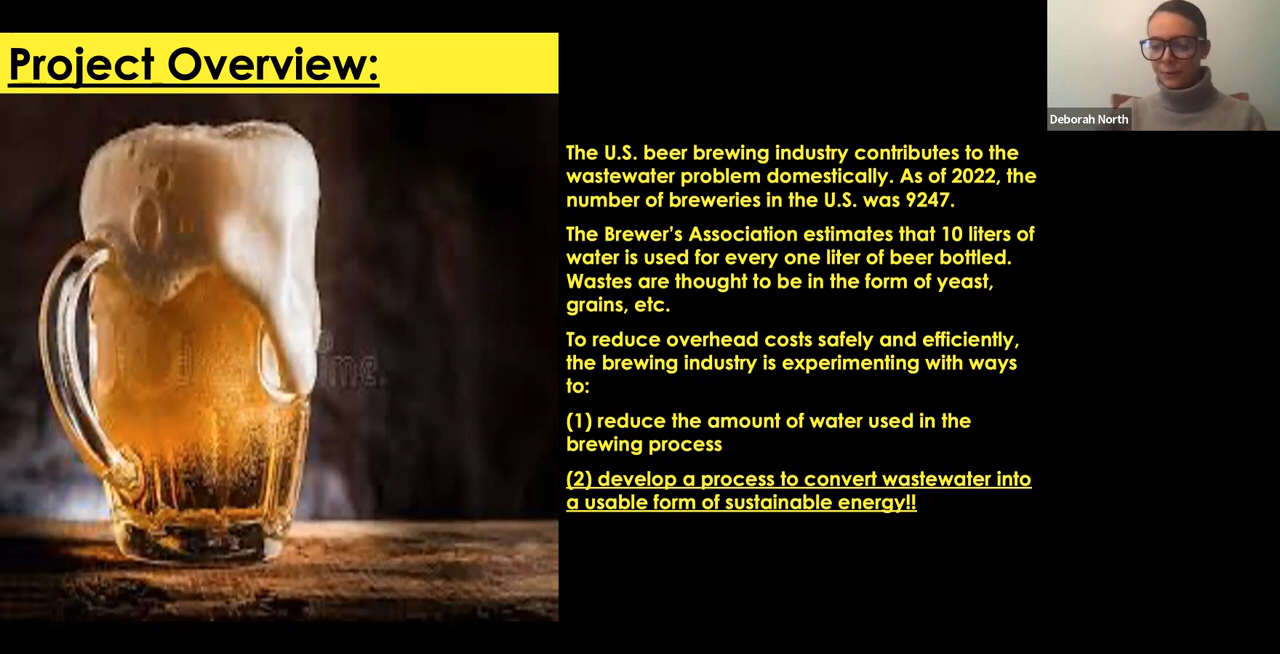 Project Overview:
Deborah North
The U.S. beer brewing industry contributes to the
wastewater problem domestically. As of 2022, the
number of breweries in the U.S. was 9247.
The Brewer's Association estimates that 10 liters of
water is used for every one liter of beer bottled.
Wastes are thought to be in the form of yeast,
grains, etc.
To reduce overhead costs safely and efficiently,
the brewing industry is experimenting with ways
to:
(1) reduce the amount of water used in the
brewing process
(2) develop a process to convert wastewater into
a usable form of sustainable energy!!